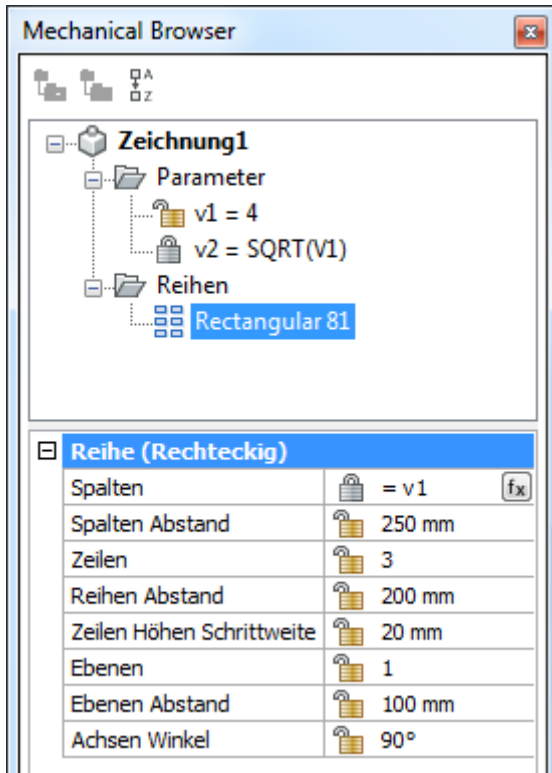 Mechanical Browser
A
Z
Zeichnung1
Parameter
v1 = 4
v2 = SQRT(V1)
Reihen
Rectangular 81
Reihe (Rechteckig)
Spalten = v1 fx
Spalten Abstand 250 mm
Zeilen 3
Reihen Abstand 200 mm
Zeilen Höhen Schrittweite 20 mm
Ebenen 1
Ebenen Abstand 100 mm
Achsen Winkel 90°